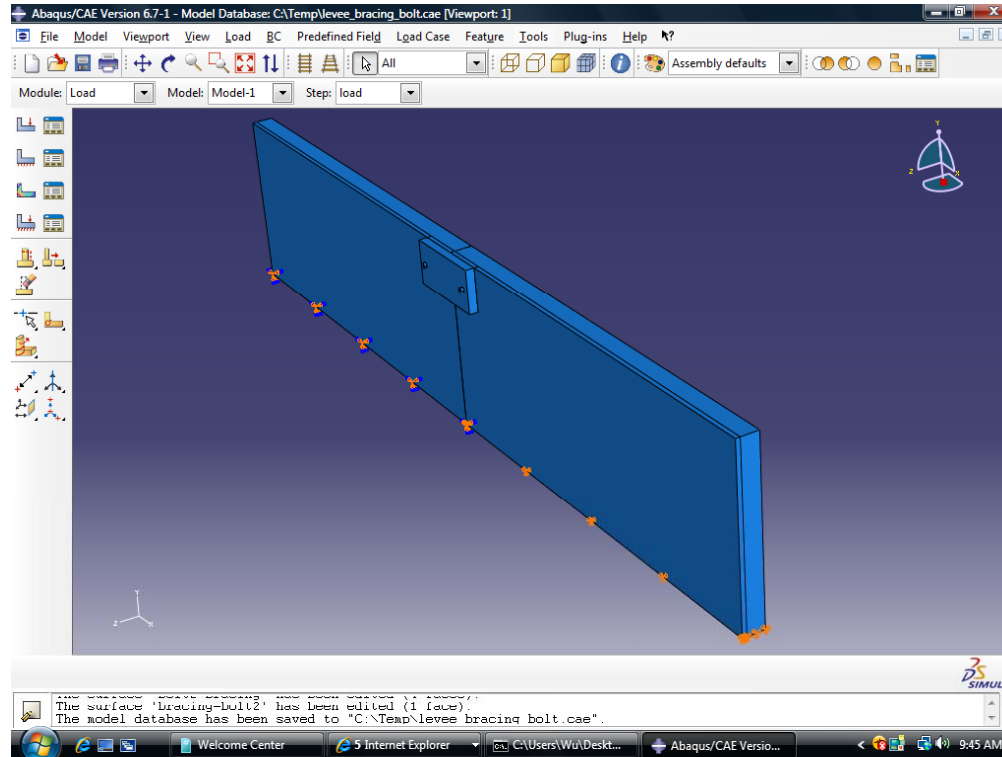 Abaqus/CAE Version 6.7-1 - Model Database: C:\Temp\levee_bracing_bolt.cae [Viewport: 1]
File Model Viewport View Load BC Predefined Field Load Case Feature Tools Plug-ins Help
All Assembly defaults
Module: Load Model: Model-1 Step: load
Y
Z X
Y
Z X
SIMUL
The surface 'bracing-bolt2' has been edited (1 face).
The model database has been saved to "C:\Temp\levee_bracing_bolt.cae".
Welcome Center 5 Internet Explorer C:\Users\Wu\Deskt... Abaqus/CAE Versio... 9:45 AM